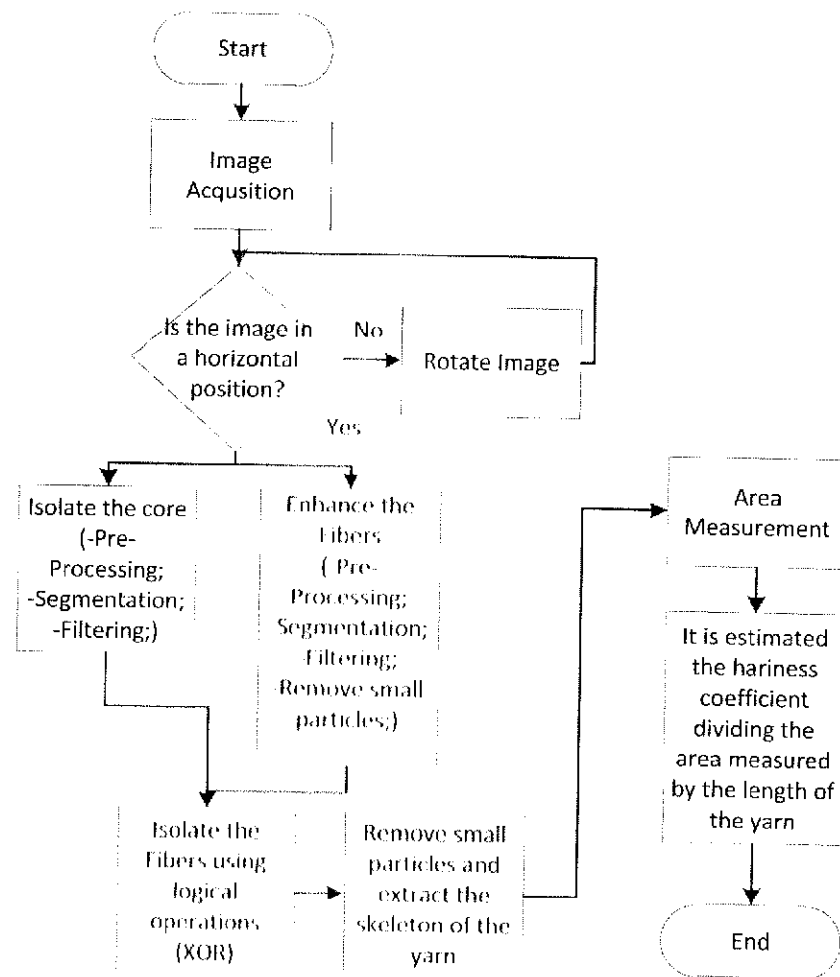 Start
Image
Acqusition
Is the image in
a horizontal
position?
No
Rotate Image
Yes
Isolate the core
(-Pre-
Processing;
-Segmentation;
-Filtering;)
Enhance the
Fibers
( Pre-
Processing;
Segmentation;
-Filtering;
-Remove small
particles;)
Isolate the
Fibers using
logical
operations
(XOR)
Remove small
particles and
extract the
skeleton of the
yarn
Area
Measurement
It is estimated
the hariness
coefficient
dividing the
area measured
by the length of
the yarn
End